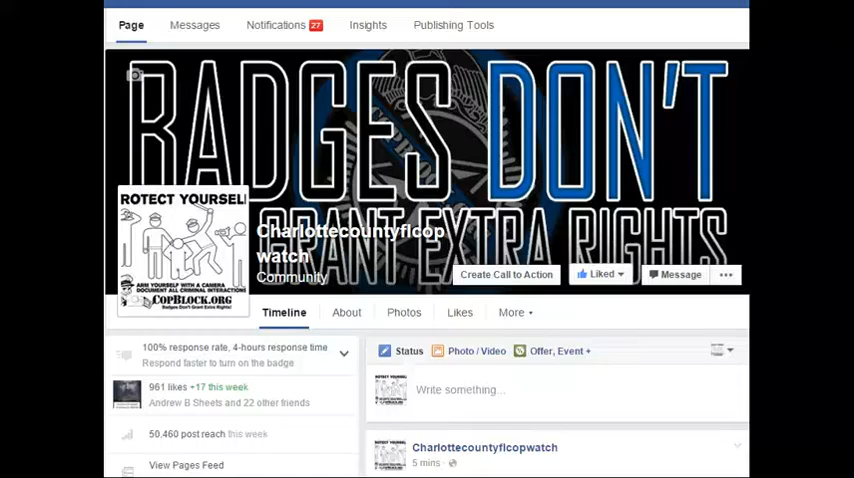 Page Messages Notifications 27 Insights Publishing Tools
BADGES DON'T
GRANT EXTRA RIGHTS
COPBLOCK
ROTECT YOURSEL
ARM YOURSELF WITH A CAMERA
DOCUMENT ALL CRIMINAL INTERACTIONS
COPBLOCK.ORG
Badges Don't Grant Extra Rights!
Charlottecountyflcop
watch
Community
Create Call to Action Liked Message •••
Timeline About Photos Likes More
100% response rate, 4-hours response time
Respond faster to turn on the badge
961 likes +17 this week
Andrew B Sheets and 22 other friends
50,460 post reach this week
View Pages Feed
Status Photo / Video Offer, Event +
Write something...
Charlottecountyflcopwatch
5 mins ·